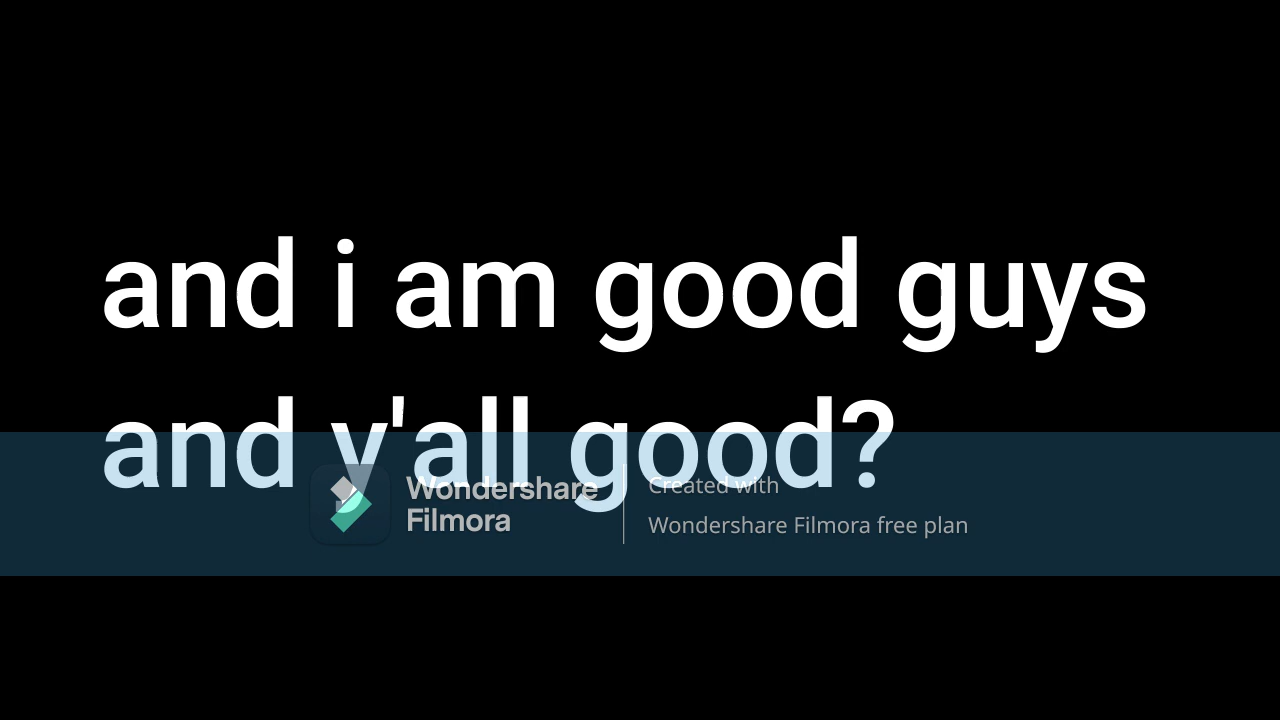 and i am good guys
and y'all good?
Wondershare
Filmora
Created with
Wondershare Filmora free plan